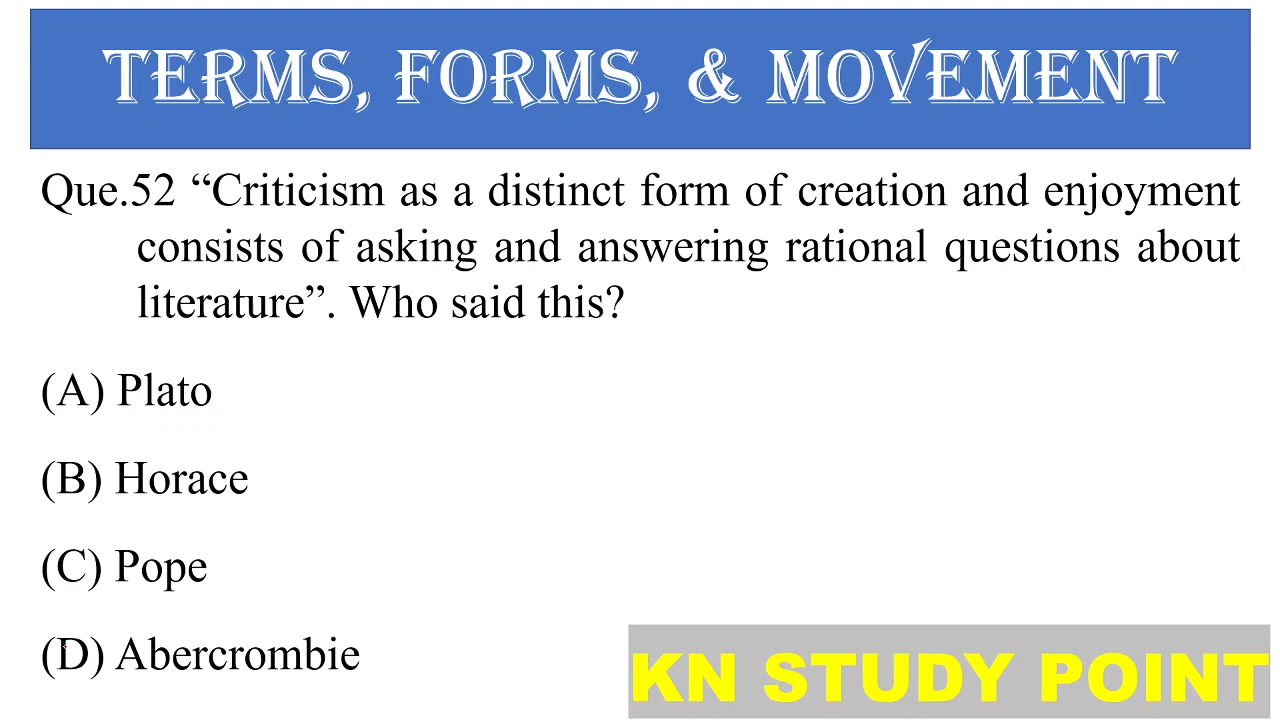 TERMS, FORMS, & MOVEMENT
Que.52 “Criticism as a distinct form of creation and enjoyment
consists of asking and answering rational questions about
literature”. Who said this?
(A) Plato
(B) Horace
(C) Pope
(D) Abercrombie
KN STUDY POINT